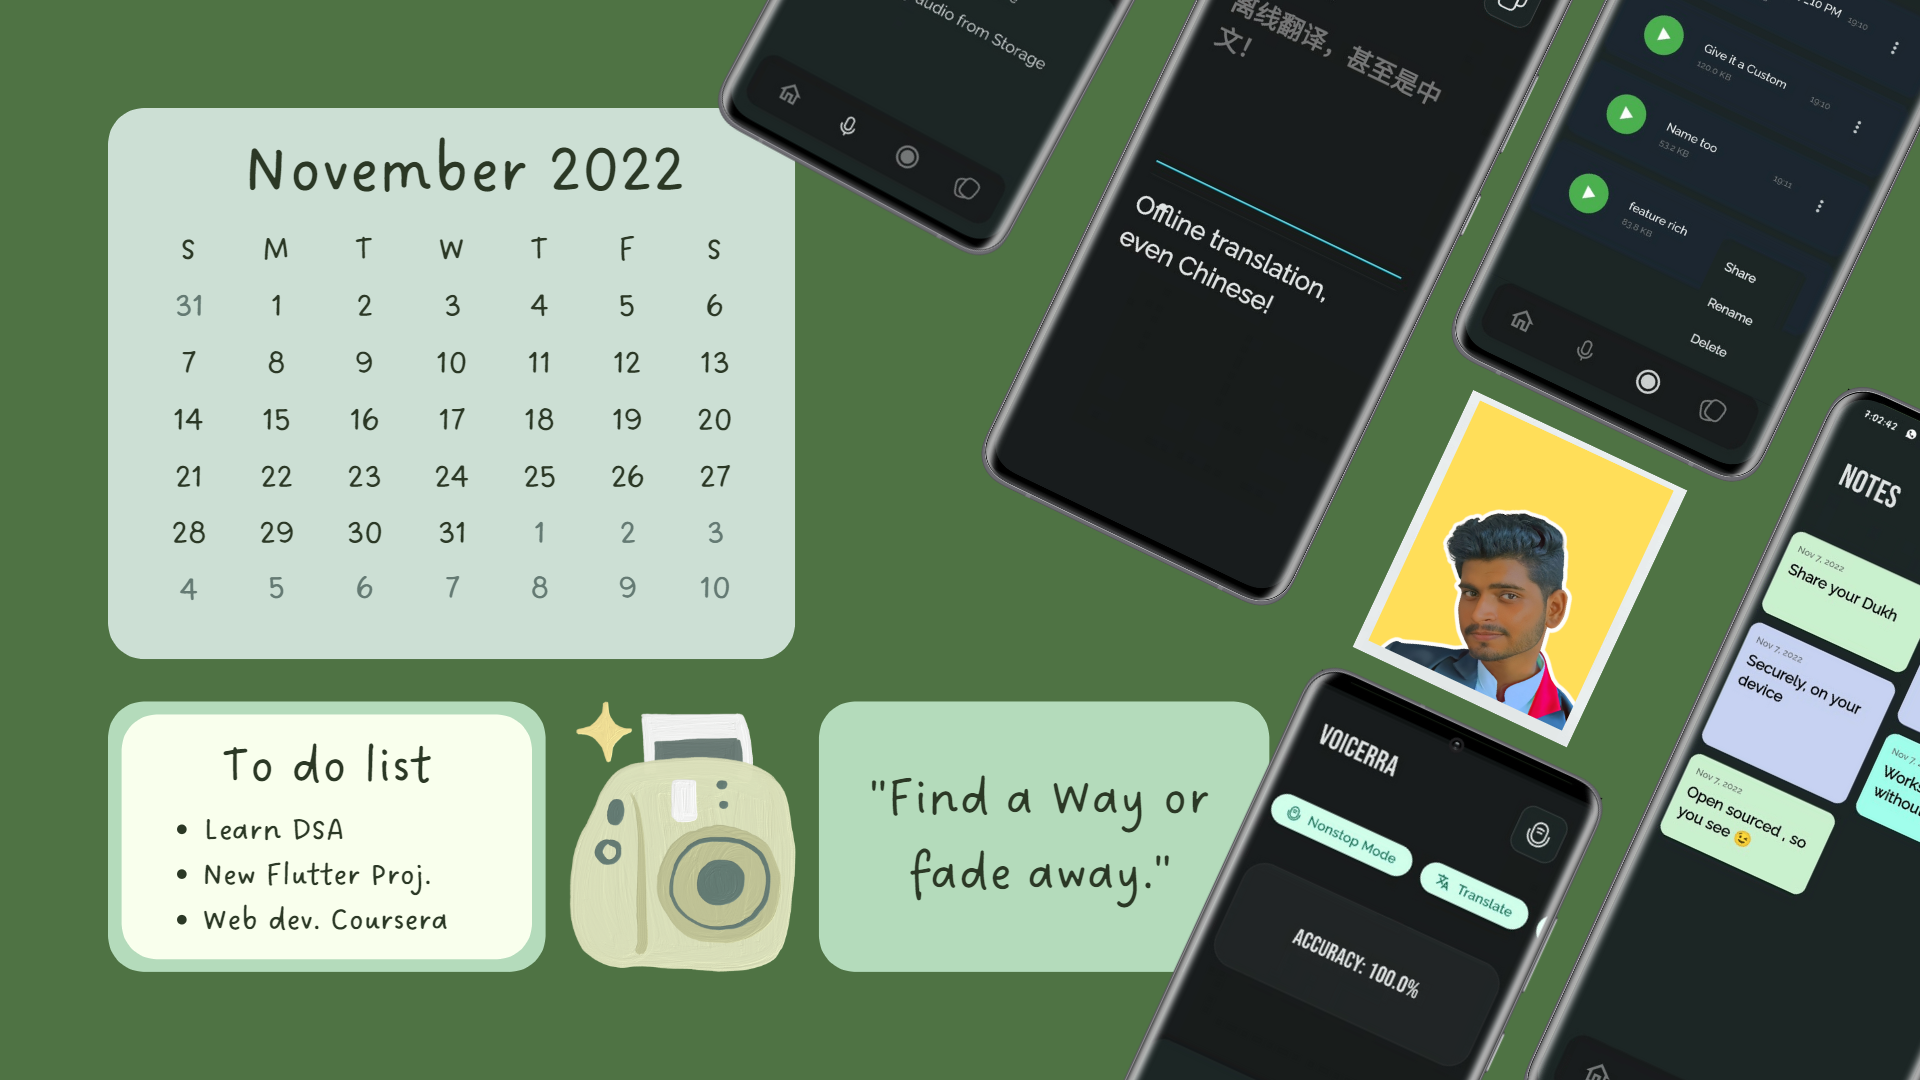 November 2022
S M T W T F S
31 1 2 3 4 5 6
7 8 9 10 11 12 13
14 15 16 17 18 19 20
21 22 23 24 25 26 27
28 29 30 31 1 2 3
4 5 6 7 8 9 10
To do list
• Learn DSA
• New Flutter Proj.
• Web dev. Coursera
"Find a Way or
fade away."
audio from Storage
离线翻译，甚至是中
文！
Offline translation,
even Chinese!
:10 PM
19:10
Give it a Custom
120.0 KB
19:10
Name too
53.2 KB
19:11
feature rich
83.8 KB
Share
Rename
Delete
7:02:42
NOTES
Nov 7, 2022
Share your Dukh
Nov 7, 2022
Securely, on your
device
Nov 7, 2022
Open sourced , so
you see 😉
Nov 7,
Works
VOICERRA
Nonstop Mode
Translate
ACCURACY: 100.0%